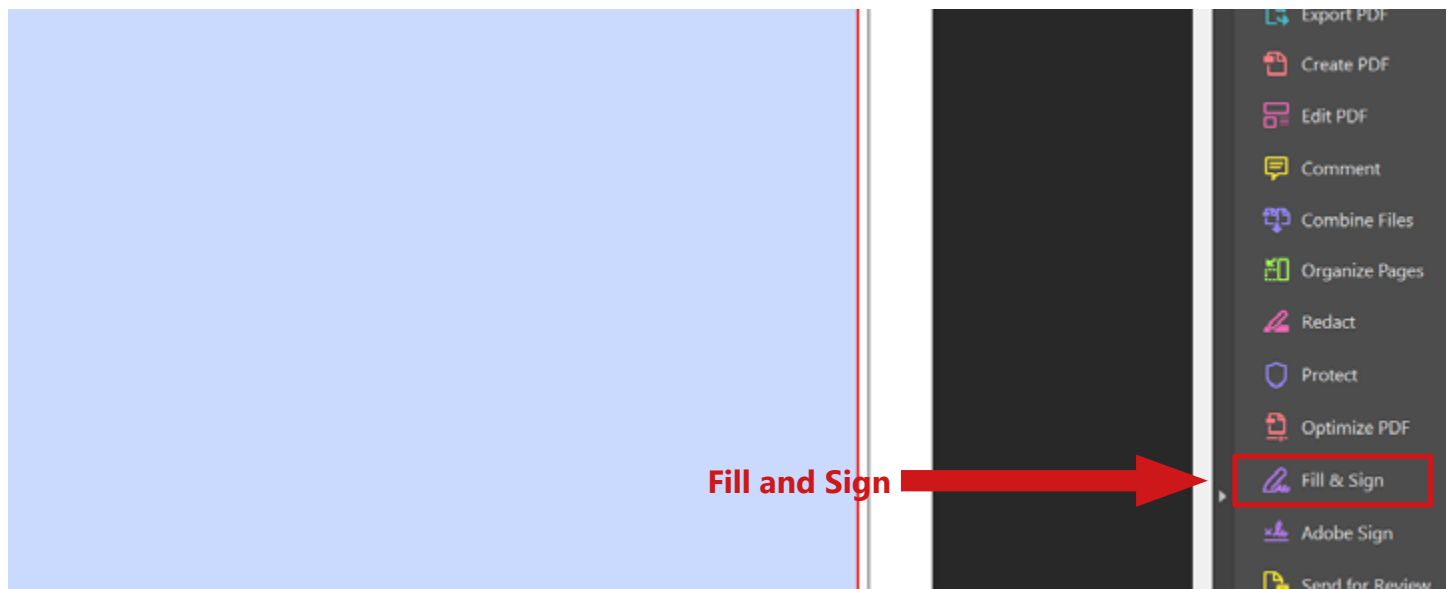 Export PDF
Create PDF
Edit PDF
Comment
Combine Files
Organize Pages
Redact
Protect
Optimize PDF
Fill and Sign
Fill & Sign
Adobe Sign
Send for Review